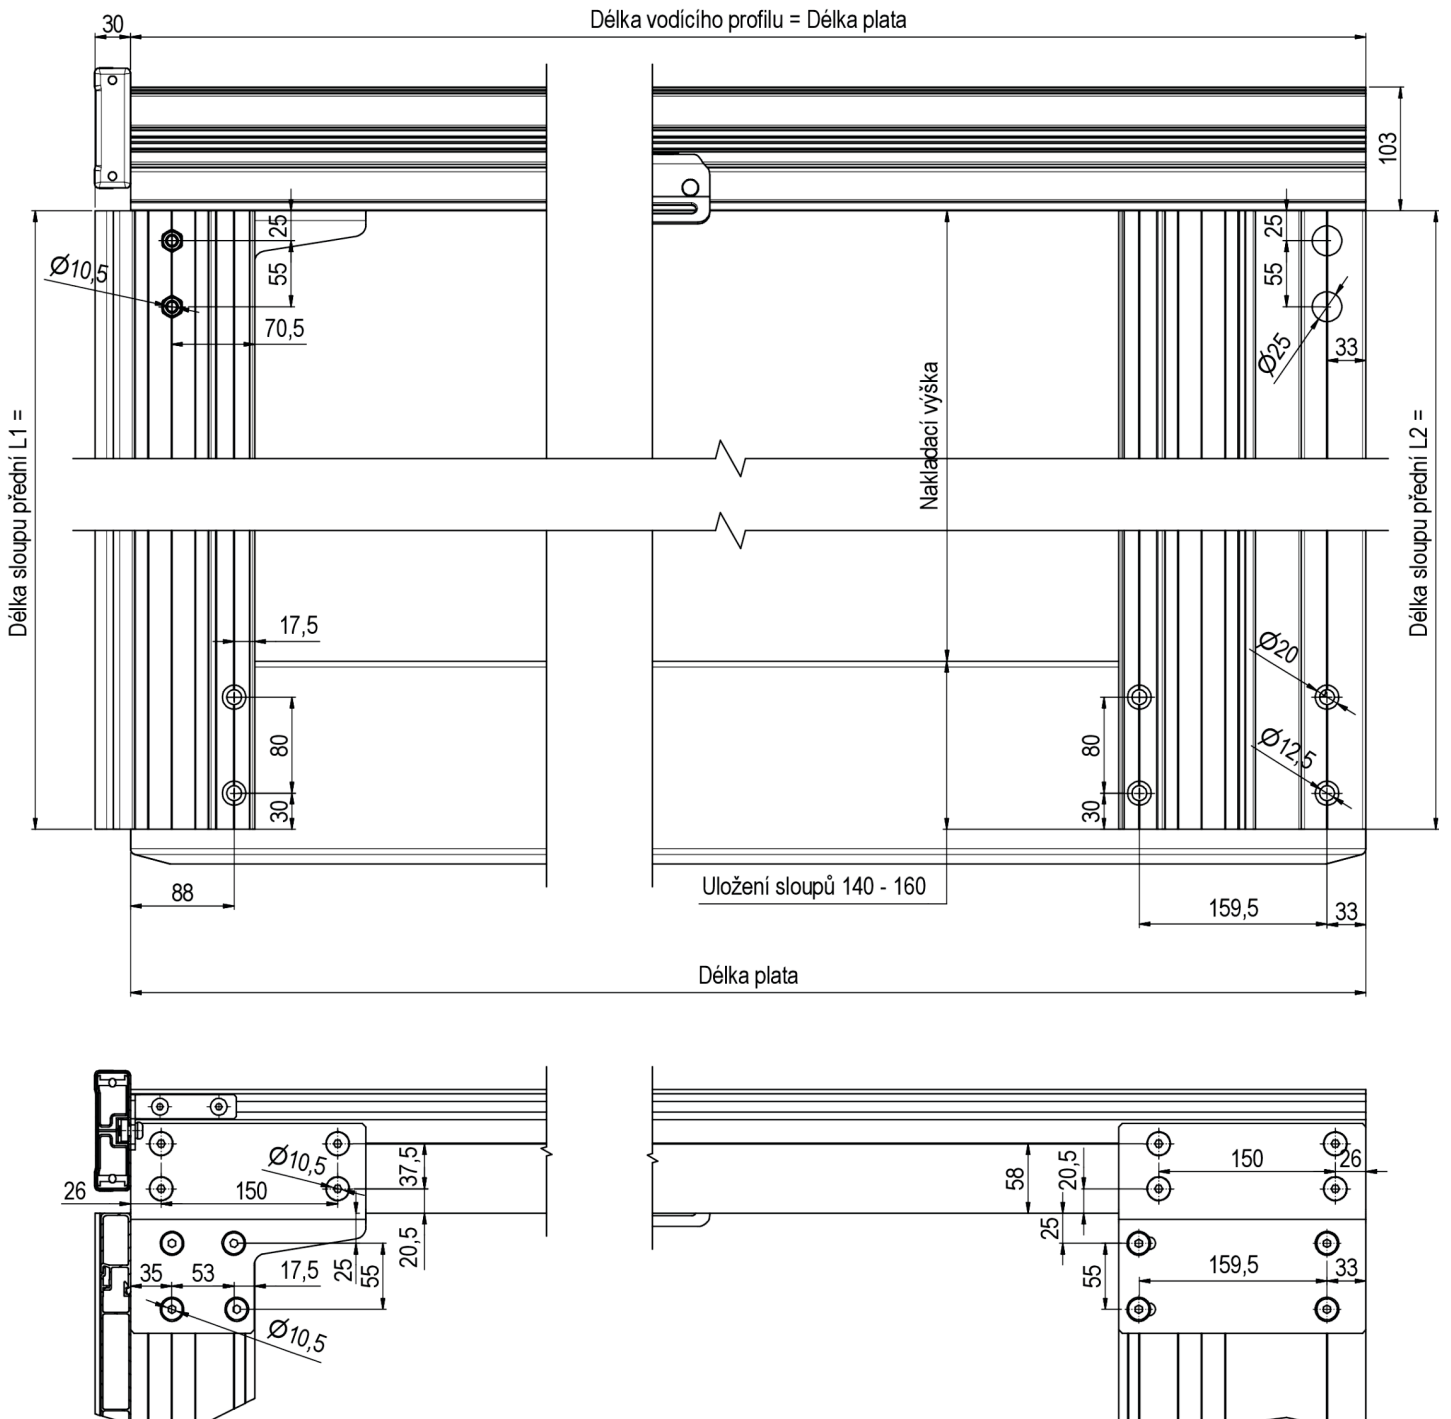 Délka vodícího profilu = Délka plata
30
103
25
55
Ø10,5
70,5
25
55
Ø25
33
Nakladací výška
Délka sloupu přední L1 =
Délka sloupu přední L2 =
17,5
80
30
80
30
Ø20
Ø12,5
88
Uložení sloupů 140 - 160
159,5
33
Délka plata
26
150
Ø10,5
37,5
20,5
25
55
35
53
17,5
Ø10,5
58
20,5
25
55
150
26
159,5
33